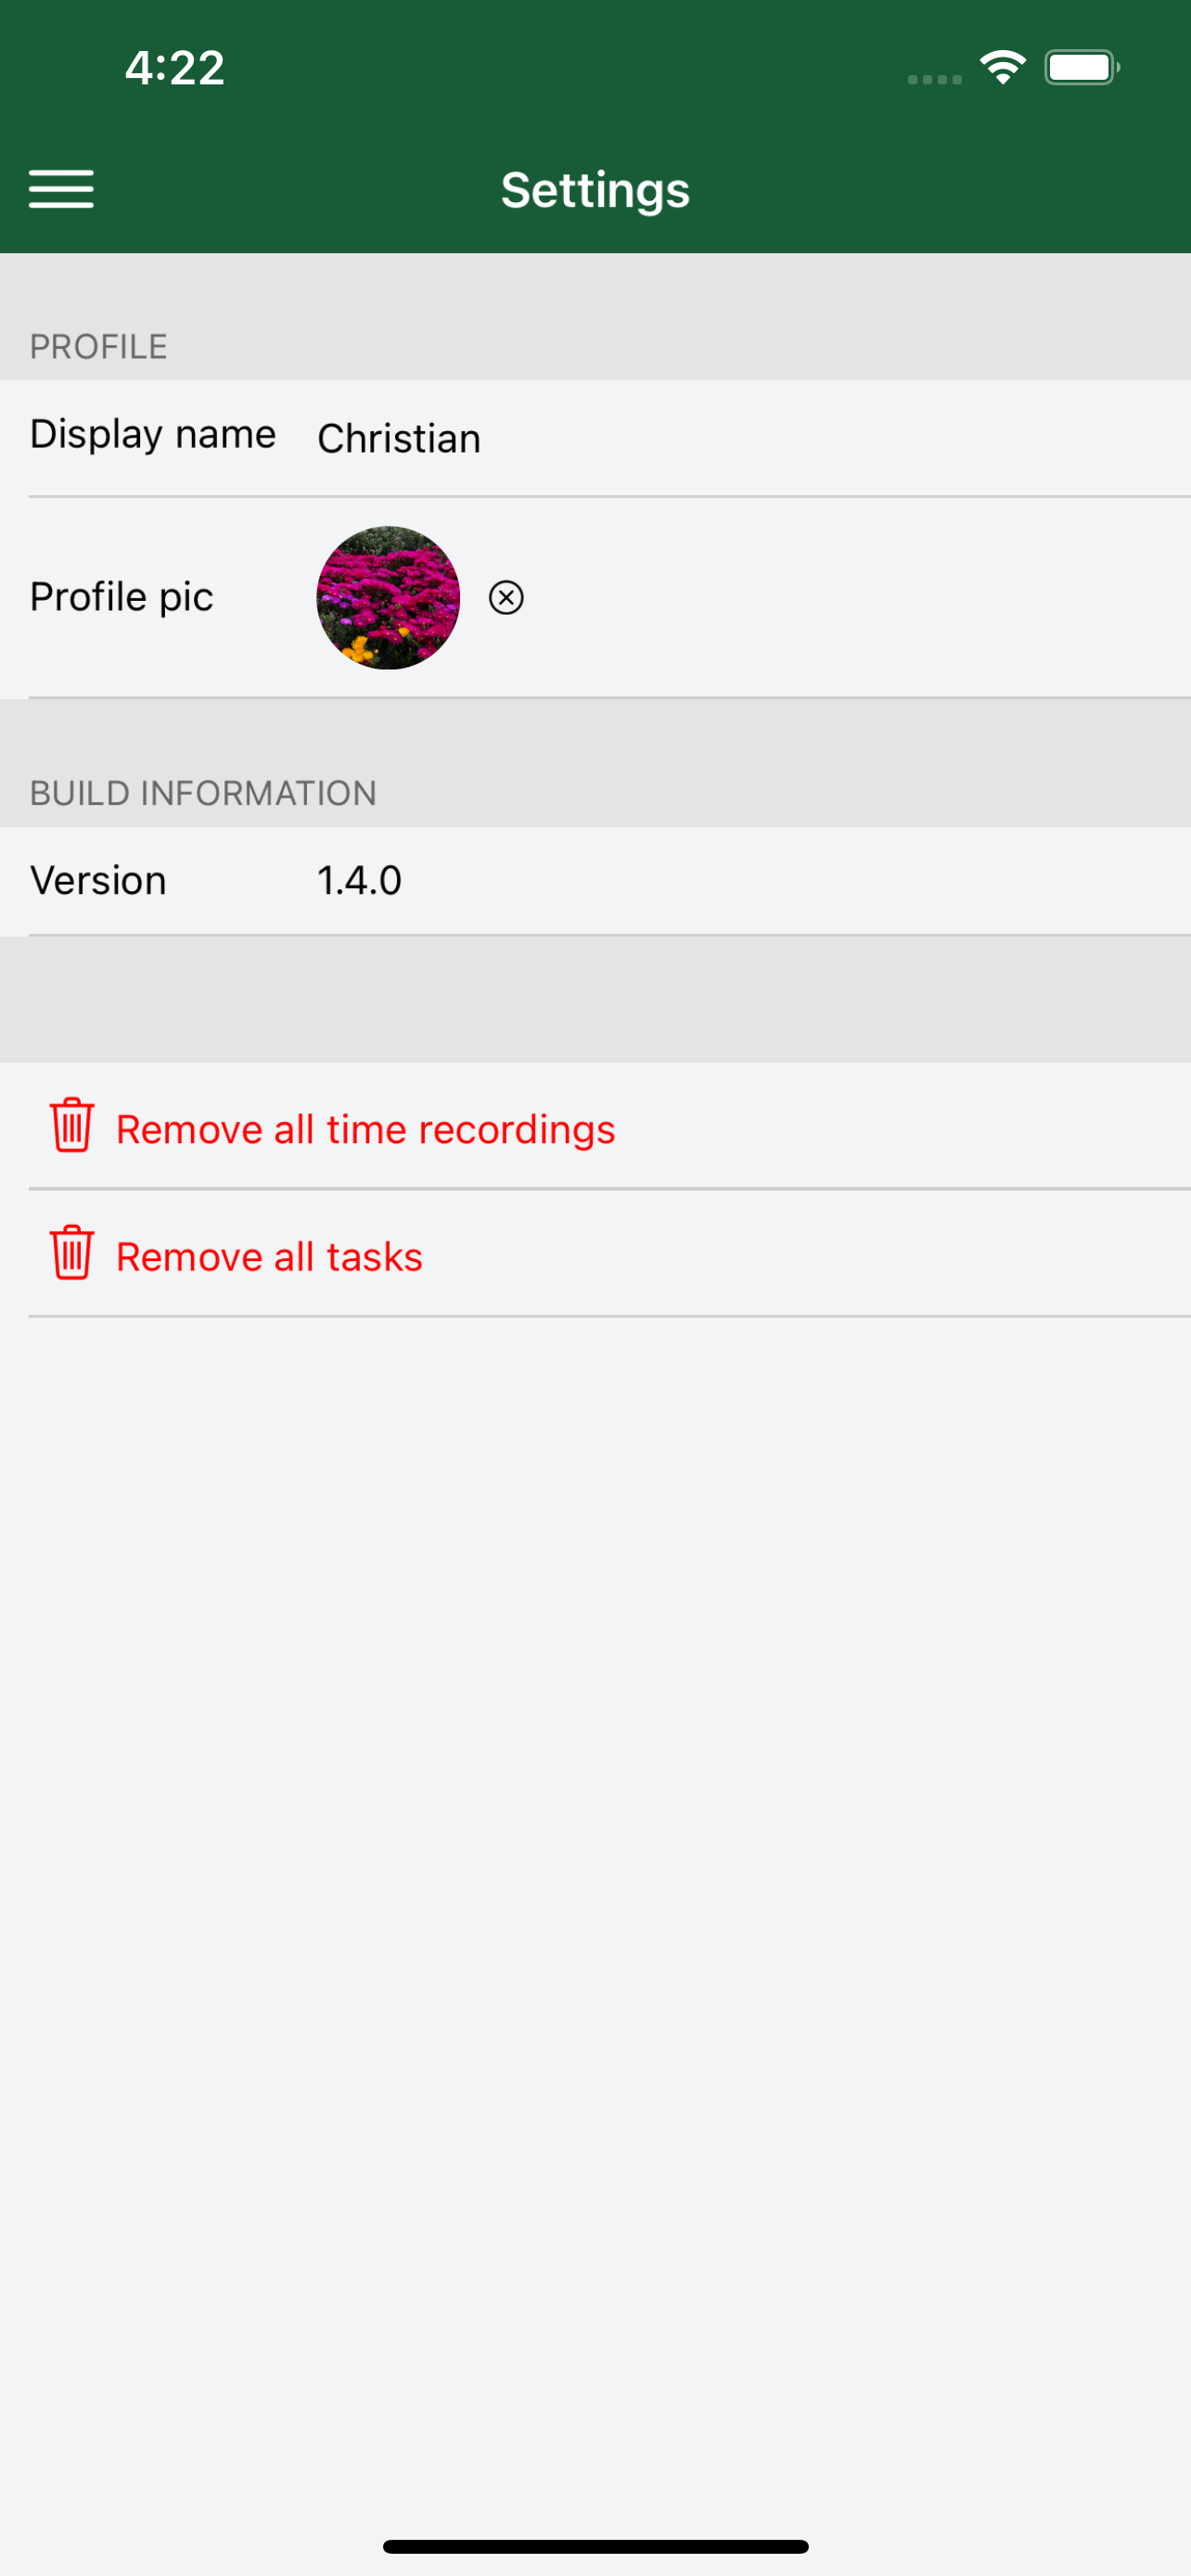 4:22
Settings
PROFILE
Display name Christian
Profile pic
BUILD INFORMATION
Version 1.4.0
Remove all time recordings
Remove all tasks